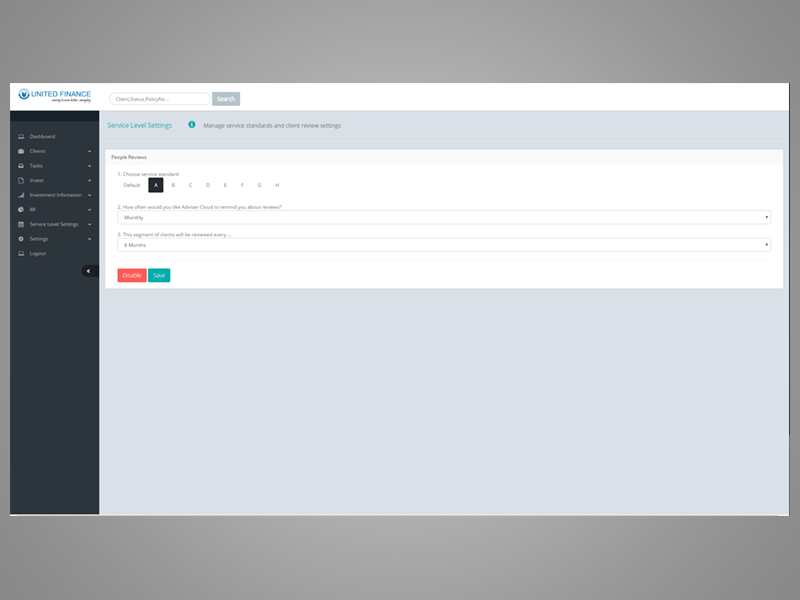 UNITED FINANCE
Client,Status,PolicyNo...
Search
Service Level Settings
Manage service standards and client review settings
Dashboard
Clients
Tasks
Invest
Investment Infomation
MI
Service Level Settings
Settings
Logout
People Reviews
1. Choose service standard
Default A B C D E F G H
2. How often would you like Adviser Cloud to remind you about reviews?
Monthly
3. This segment of clients will be reviewed every...
6 Months
Disable Save